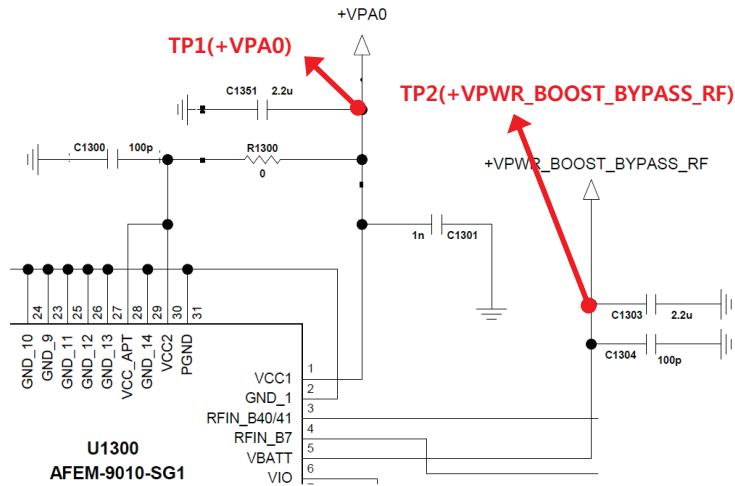 +VPA0
TP1(+VPA0)
C1351 2.2u
TP2(+VPWR_BOOST_BYPASS_RF)
C1300 100p
R1300
0
+VPWR_BOOST_BYPASS_RF
1n C1301
C1303 2.2u
C1304 100p
24 23 25 26 27 28 29 30 31
GND_10
GND_9
GND_11
GND_12
GND_13
VCC_APT
GND_14
VCC2
PGND
VCC1 1
GND_1 2
RFIN_B40/41 3
RFIN_B7 4
VBATT 5
VIO 6
U1300
AFEM-9010-SG1